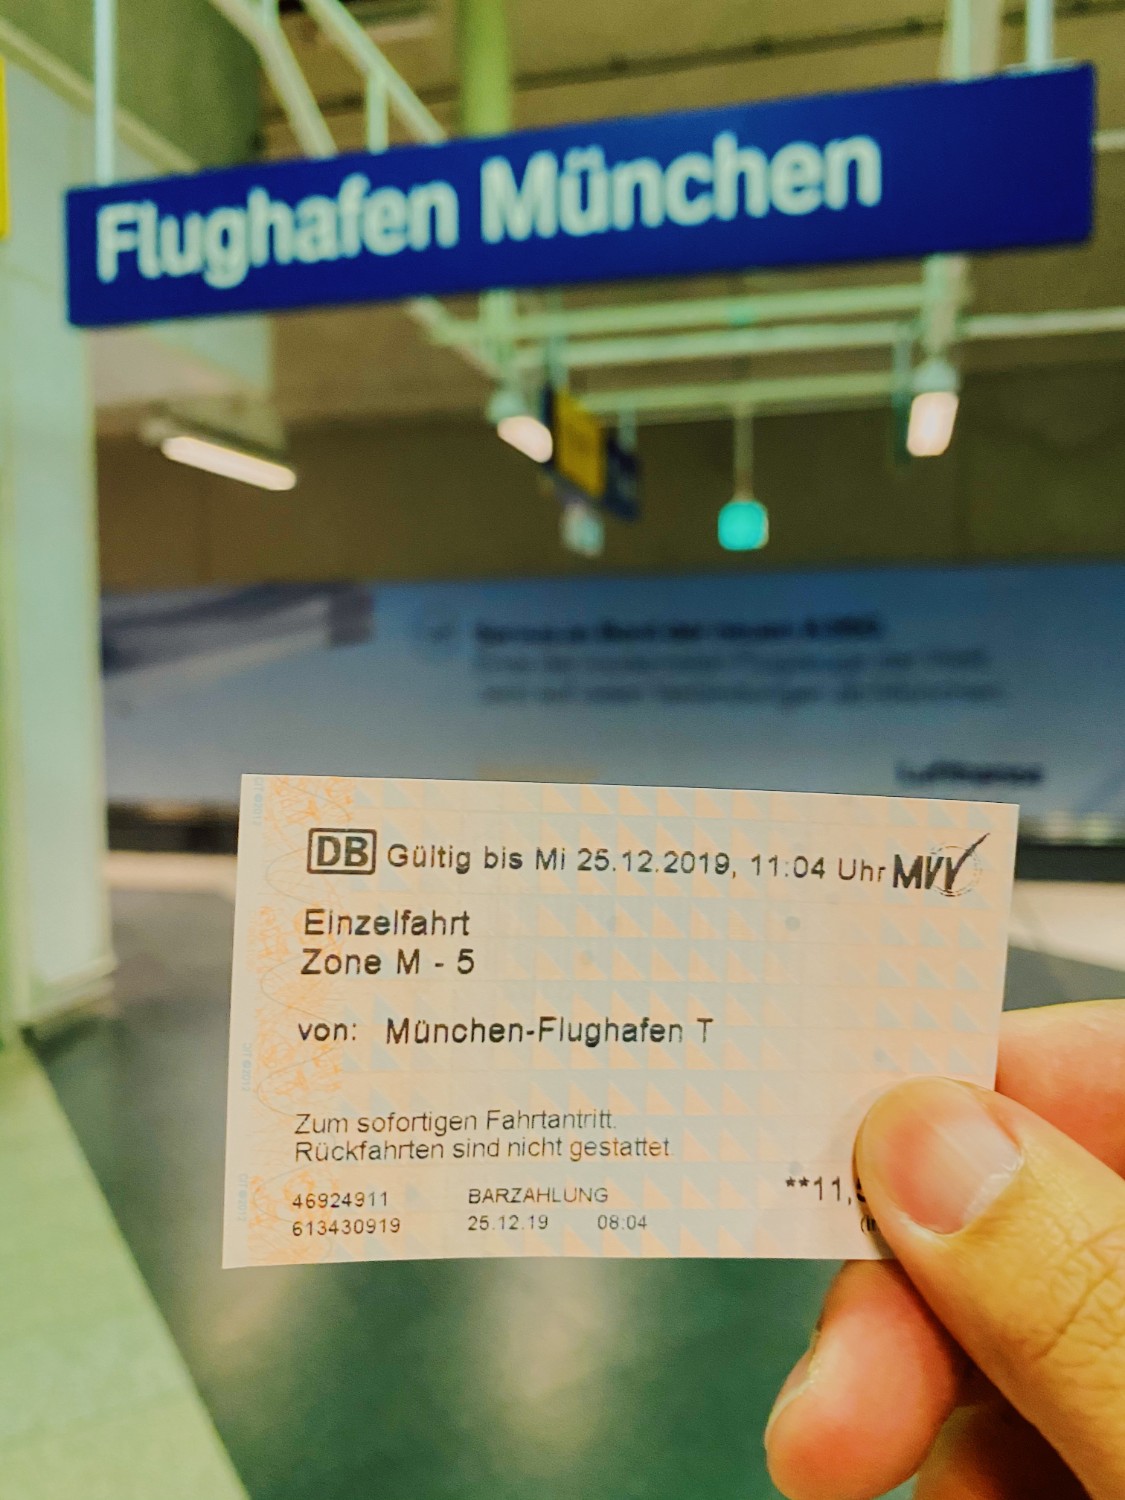 Flughafen München
Lufthansa
DB Gültig bis Mi 25.12.2019, 11:04 Uhr MVV
Einzelfahrt
Zone M - 5
von: München-Flughafen T
Zum sofortigen Fahrtantritt.
Rückfahrten sind nicht gestattet.
46924911 BARZAHLUNG **11,
613430919 25.12.19 08:04